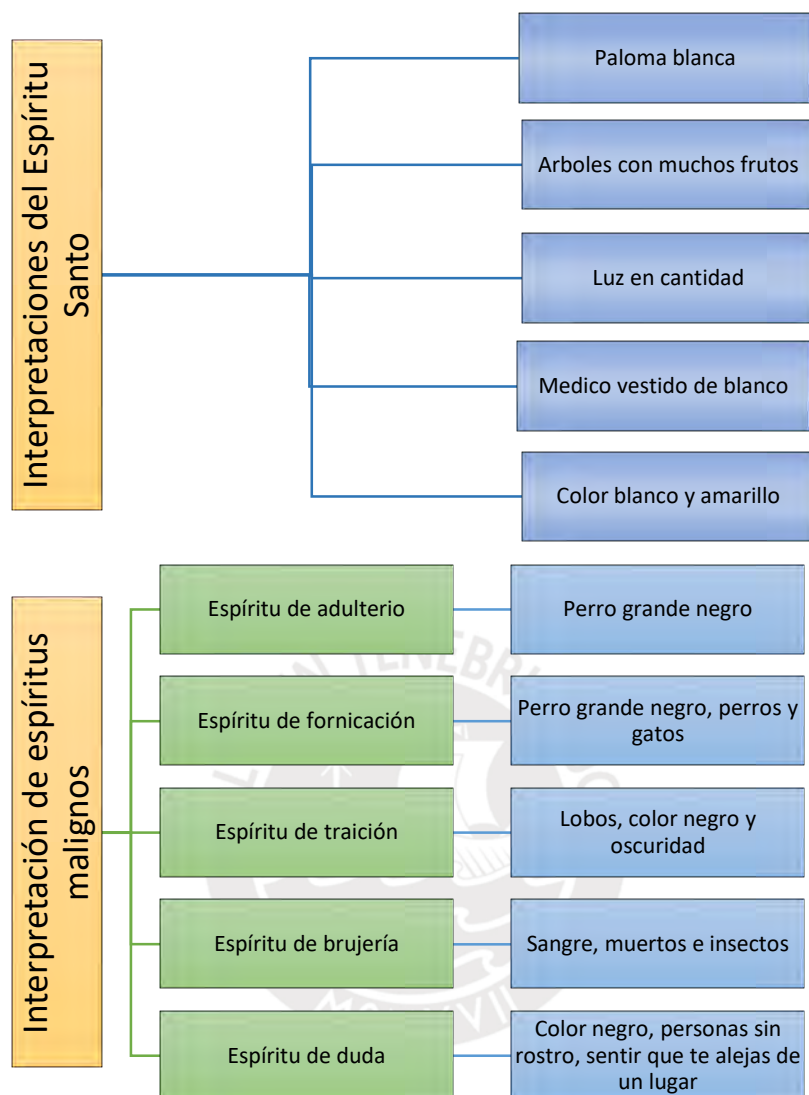 Interpretaciones del Espíritu
Santo
Paloma blanca
Arboles con muchos frutos
Luz en cantidad
Medico vestido de blanco
Color blanco y amarillo
Interpretación de espíritus
malignos
Espíritu de adulterio
Perro grande negro
Espíritu de fornicación
Perro grande negro, perros y
gatos
Espíritu de traición
Lobos, color negro y
oscuridad
Espíritu de brujería
Sangre, muertos e insectos
Espíritu de duda
Color negro, personas sin
rostro, sentir que te alejas de
un lugar